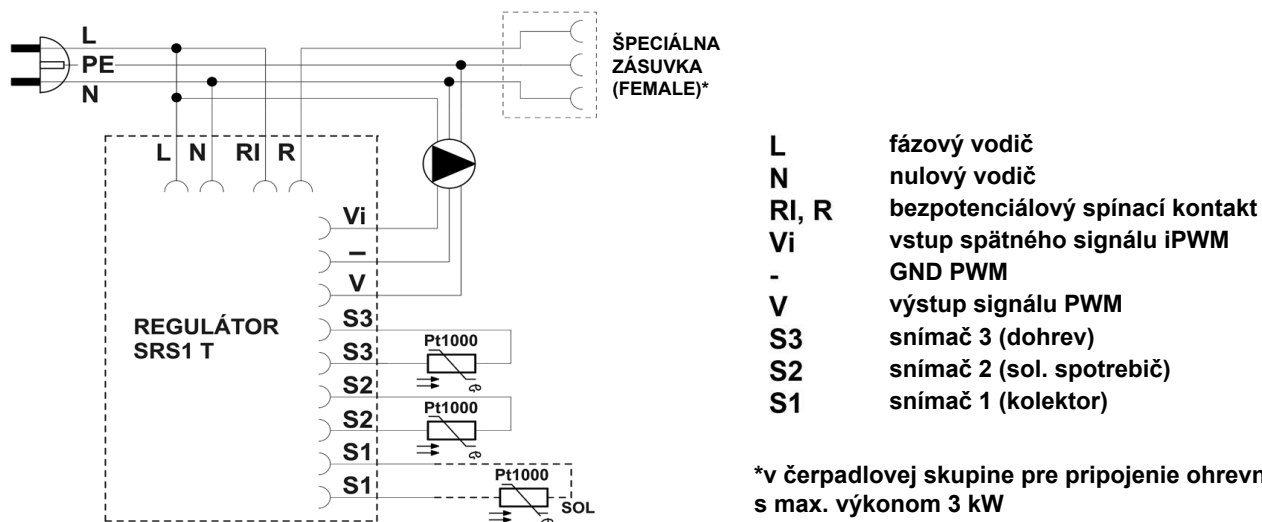 L
PE
N
ŠPECIÁLNA
ZÁSUVKA
(FEMALE)*
L N RI R
Vi
–
V
S3
S3
S2
S2
S1
S1
REGULÁTOR
SRS1 T
Pt1000
Pt1000
Pt1000
SOL
L fázový vodič
N nulový vodič
RI, R bezpotenciálový spínací kontakt
Vi vstup spätného signálu iPWM
- GND PWM
V výstup signálu PWM
S3 snímač 3 (dohrev)
S2 snímač 2 (sol. spotrebič)
S1 snímač 1 (kolektor)
*v čerpadlovej skupine pre pripojenie
s max. výkonom 3 kW